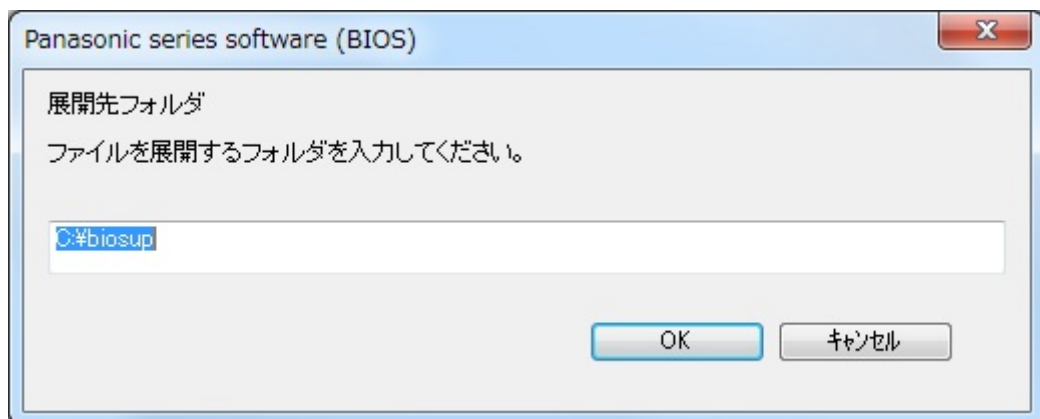 Panasonic series software (BIOS)
展開先フォルダ
ファイルを展開するフォルダを入力してください。
C:¥biosup
OK
キャンセル